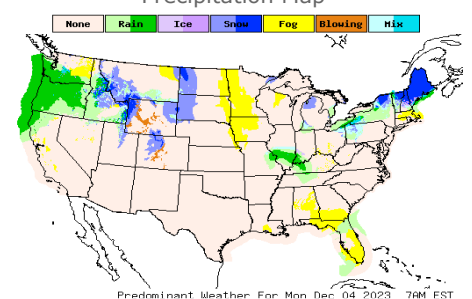 Precipitation Map
None Rain Ice Snow Fog Blowing Mix
Predominant Weather For Mon Dec 04 2023 7AM EST